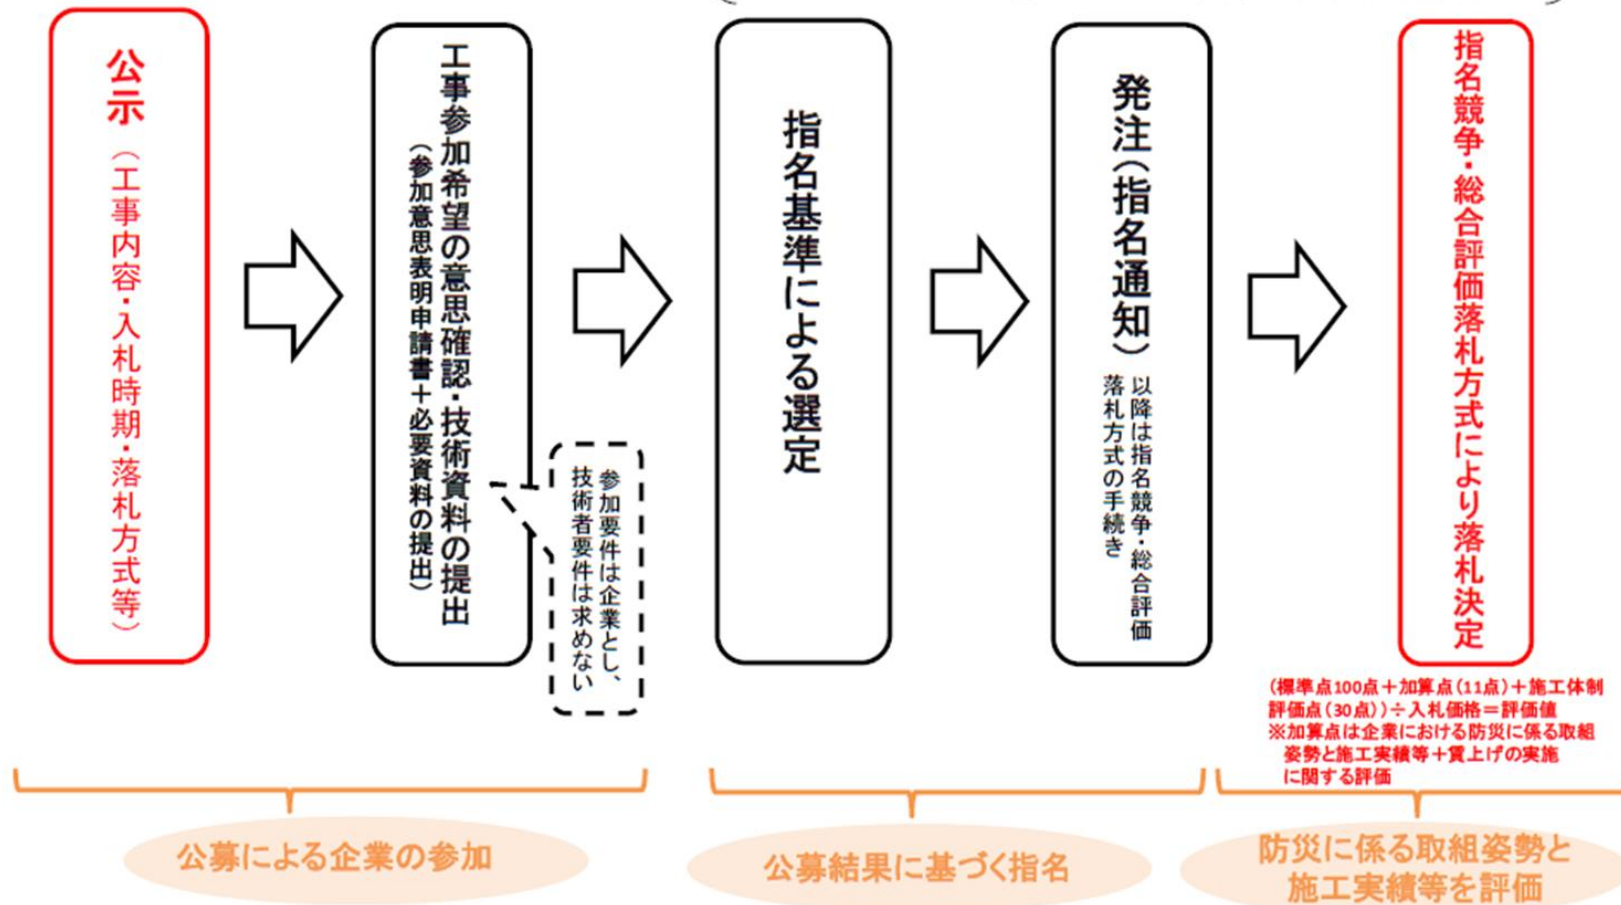 公示（工事内容・入札時期・落札方式等）
工事参加希望の意思確認・技術資料の提出
（参加意思表明申請書＋必要資料の提出）
参加要件は企業とし、
技術者要件は求めない
指名基準による選定
発注（指名通知）
以降は指名競争・総合評価
落札方式の手続き
指名競争・総合評価落札方式により落札決定
（標準点100点＋加算点（11点）＋施工体制
評価点（30点））÷入札価格＝評価値
※加算点は企業における防災に係る取組
姿勢と施工実績等＋賃上げの実施
に関する評価
公募による企業の参加
公募結果に基づく指名
防災に係る取組姿勢と
施工実績等を評価